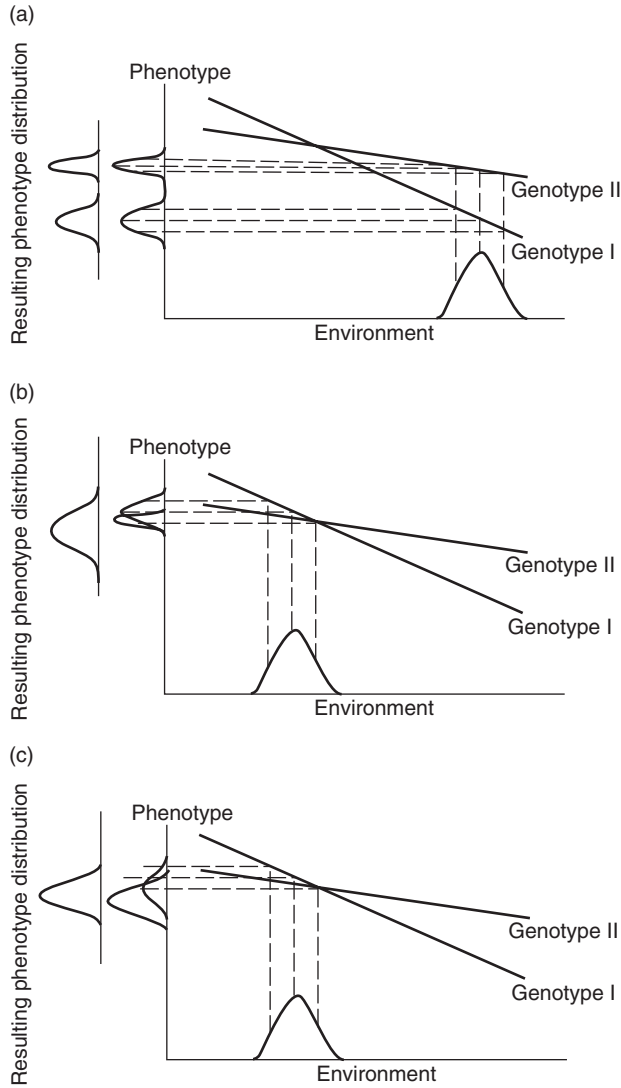 (a)
Phenotype
Resulting phenotype distribution
Genotype II
Genotype I
Environment
(b)
Phenotype
Resulting phenotype distribution
Genotype II
Genotype I
Environment
(c)
Phenotype
Resulting phenotype distribution
Genotype II
Genotype I
Environment